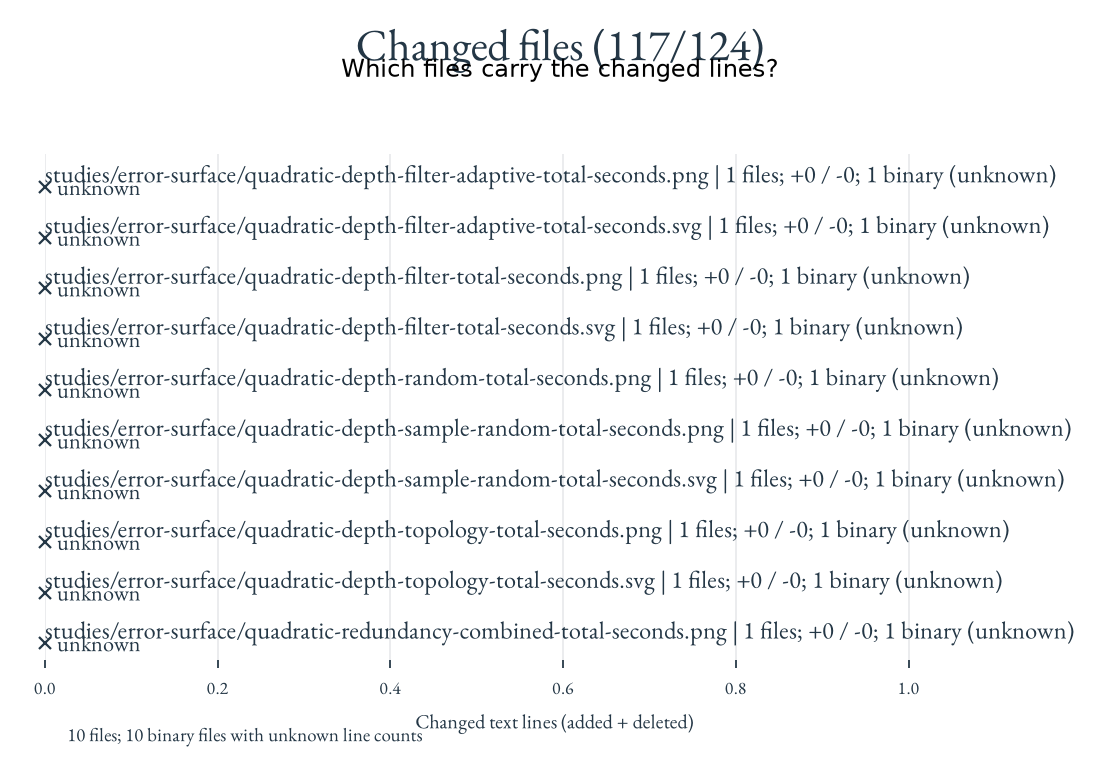 Changed files (117/124)
Which files carry the changed lines?
studies/error-surface/quadratic-depth-filter-adaptive-total-seconds.png | 1 files; +0 / -0; 1 binary (unknown)
unknown
studies/error-surface/quadratic-depth-filter-adaptive-total-seconds.svg | 1 files; +0 / -0; 1 binary (unknown)
unknown
studies/error-surface/quadratic-depth-filter-total-seconds.png | 1 files; +0 / -0; 1 binary (unknown)
unknown
studies/error-surface/quadratic-depth-filter-total-seconds.svg | 1 files; +0 / -0; 1 binary (unknown)
unknown
studies/error-surface/quadratic-depth-random-total-seconds.png | 1 files; +0 / -0; 1 binary (unknown)
unknown
studies/error-surface/quadratic-depth-sample-random-total-seconds.png | 1 files; +0 / -0; 1 binary (unknown)
unknown
studies/error-surface/quadratic-depth-sample-random-total-seconds.svg | 1 files; +0 / -0; 1 binary (unknown)
unknown
studies/error-surface/quadratic-depth-topology-total-seconds.png | 1 files; +0 / -0; 1 binary (unknown)
unknown
studies/error-surface/quadratic-depth-topology-total-seconds.svg | 1 files; +0 / -0; 1 binary (unknown)
unknown
studies/error-surface/quadratic-redundancy-combined-total-seconds.png | 1 files; +0 / -0; 1 binary (unknown)
unknown
0.0 0.2 0.4 0.6 0.8 1.0
Changed text lines (added + deleted)
10 files; 10 binary files with unknown line counts